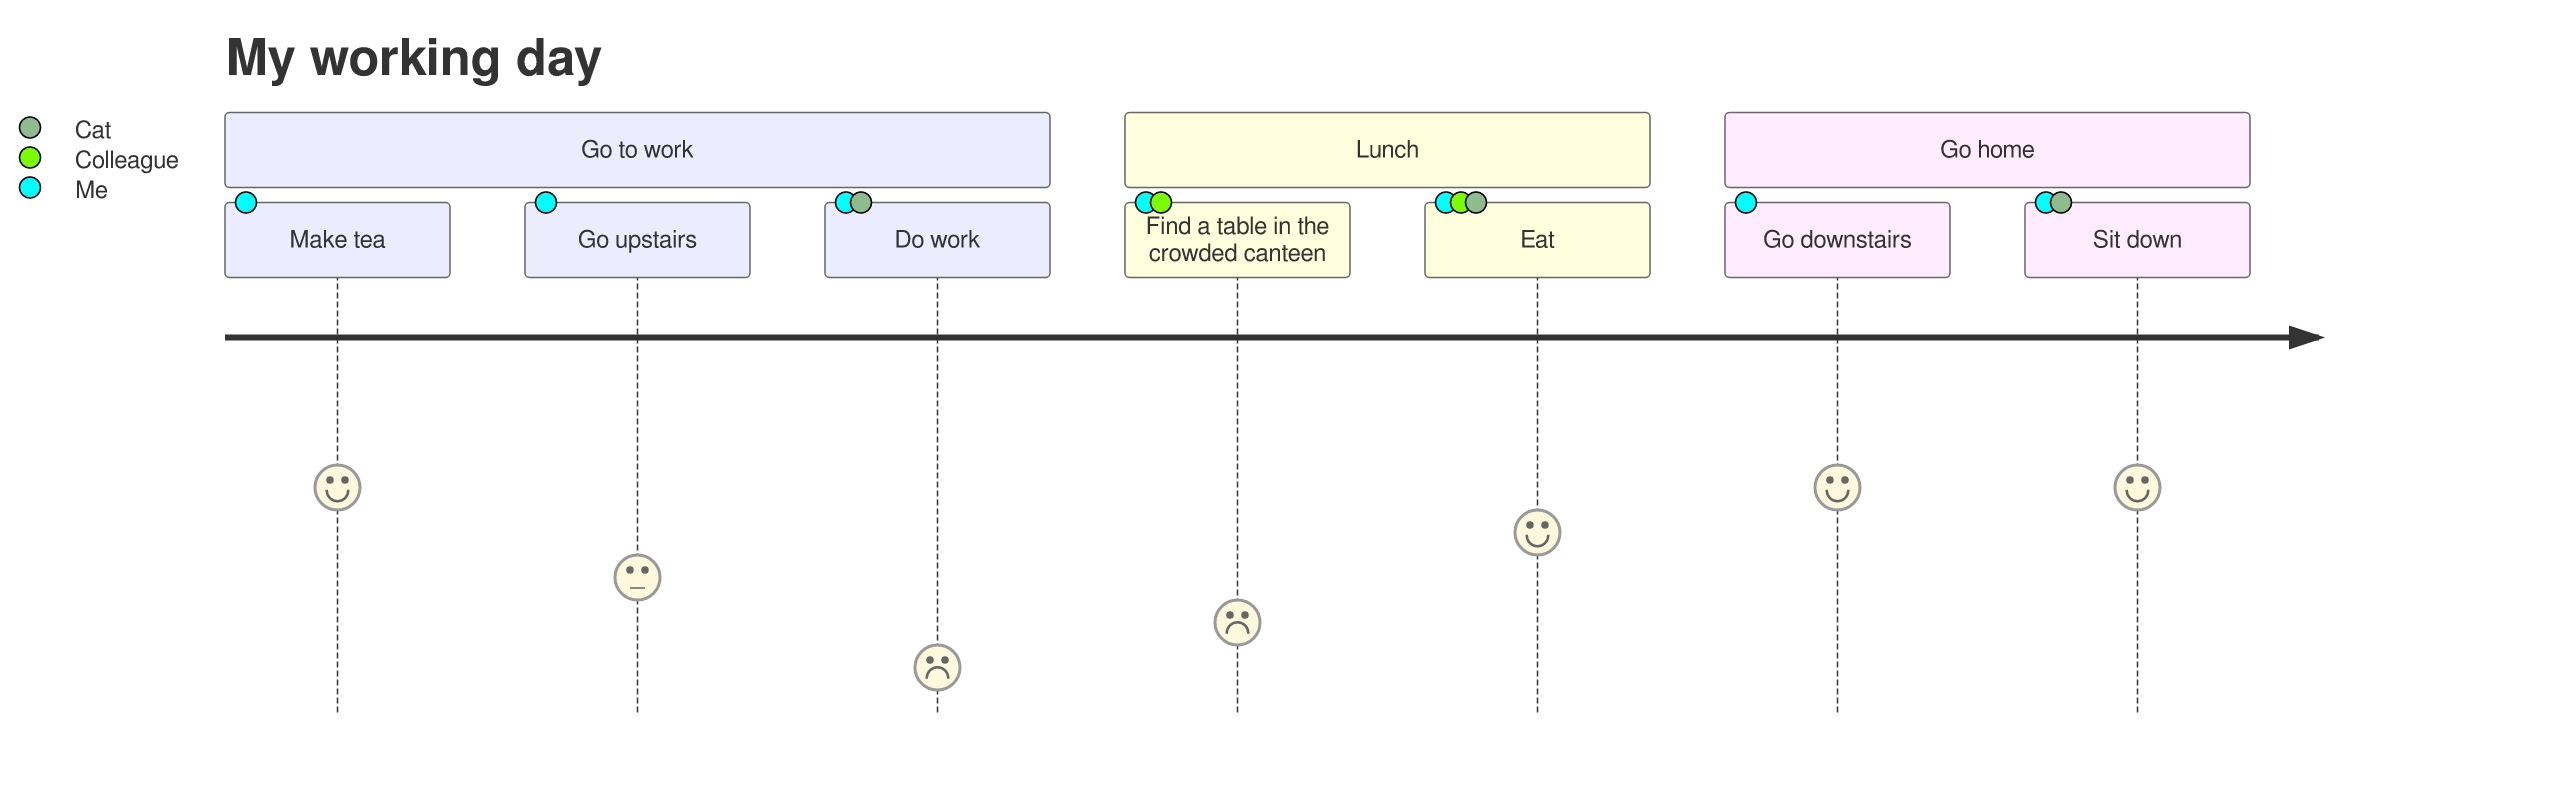 My working day
Cat
Colleague
Me
Go to work
Lunch
Go home
Make tea
Go upstairs
Do work
Find a table in the
crowded canteen
Eat
Go downstairs
Sit down